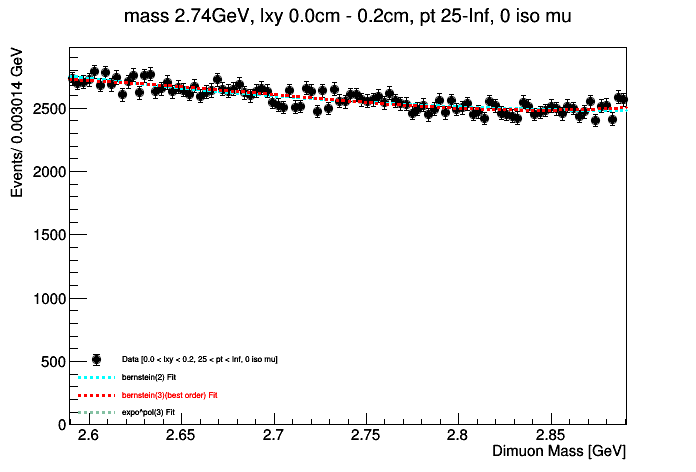 mass 2.74GeV, lxy 0.0cm - 0.2cm, pt 25-Inf, 0 iso mu
Events/ 0.003014 GeV
2500
2000
1500
1000
500
0
Data [0.0 < lxy < 0.2, 25 < pt < Inf, 0 iso mu]
bernstein(2) Fit
bernstein(3)(best order) Fit
expo*pol(3) Fit
2.6 2.65 2.7 2.75 2.8 2.85
Dimuon Mass [GeV]